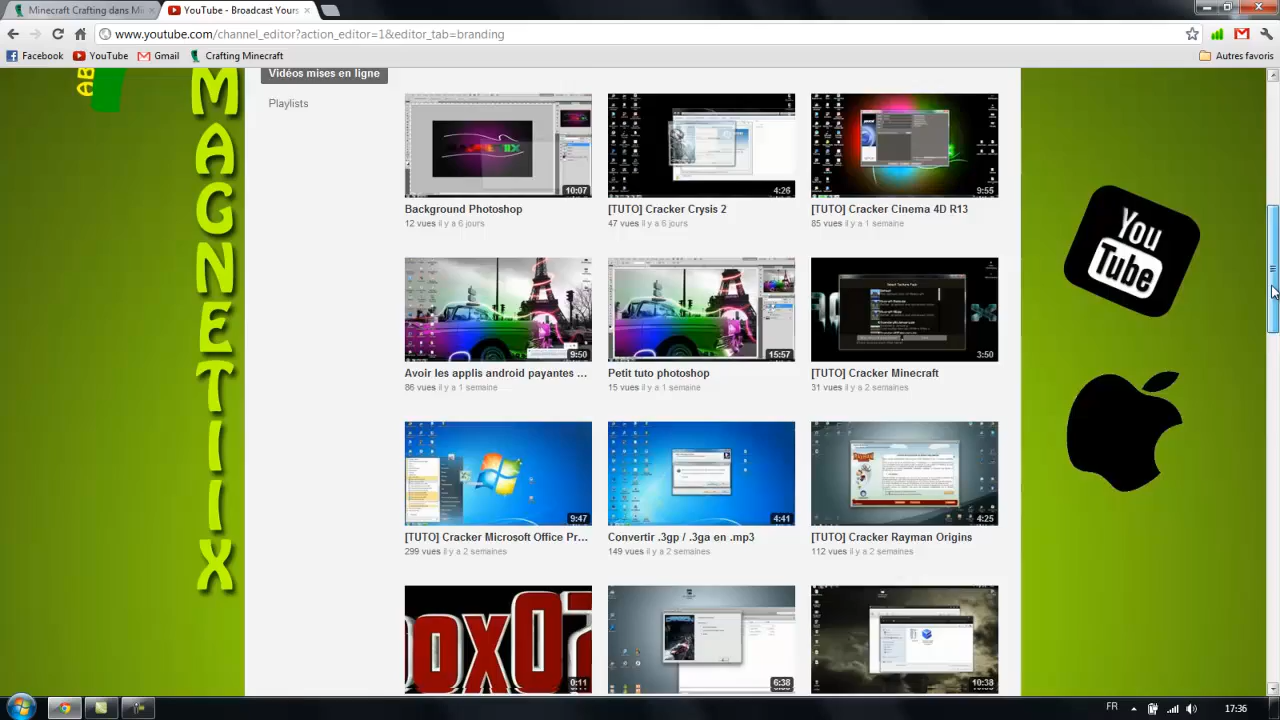 Minecraft Crafting dans Mi
YouTube - Broadcast Yours
www.youtube.com/channel_editor?action_editor=1&editor_tab=branding
Facebook
YouTube
Gmail
Crafting Minecraft
Autres favoris
MAGN'TIX
Vidéos mises en ligne
Playlists
10:07
4:26
9:55
Background Photoshop
[TUTO] Cracker Crysis 2
[TUTO] Cracker Cinema 4D R13
12 vues il y a 6 jours
47 vues il y a 6 jours
85 vues il y a 1 semaine
You
Tube
9:50
15:57
3:50
Avoir les applis android payantes ...
Petit tuto photoshop
[TUTO] Cracker Minecraft
86 vues il y a 1 semaine
15 vues il y a 1 semaine
31 vues il y a 2 semaines
9:47
4:41
4:25
[TUTO] Cracker Microsoft Office Pr...
Convertir .3gp / .3ga en .mp3
[TUTO] Cracker Rayman Origins
299 vues il y a 2 semaines
149 vues il y a 2 semaines
112 vues il y a 2 semaines
0:11
6:38
10:38
FR
17:36